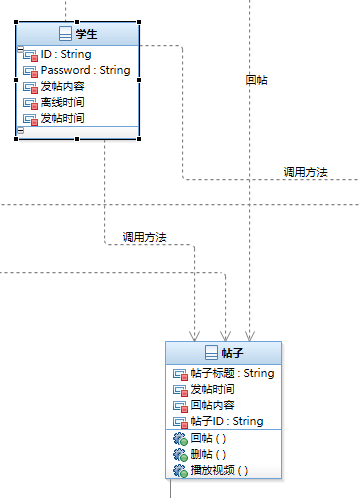 学生
ID : String
Password : String
发帖内容
离线时间
发帖时间
回帖
调用方法
调用方法
帖子
帖子标题 : String
发帖时间
回帖内容
帖子ID : String
回帖 ( )
删帖 ( )
播放视频 ( )